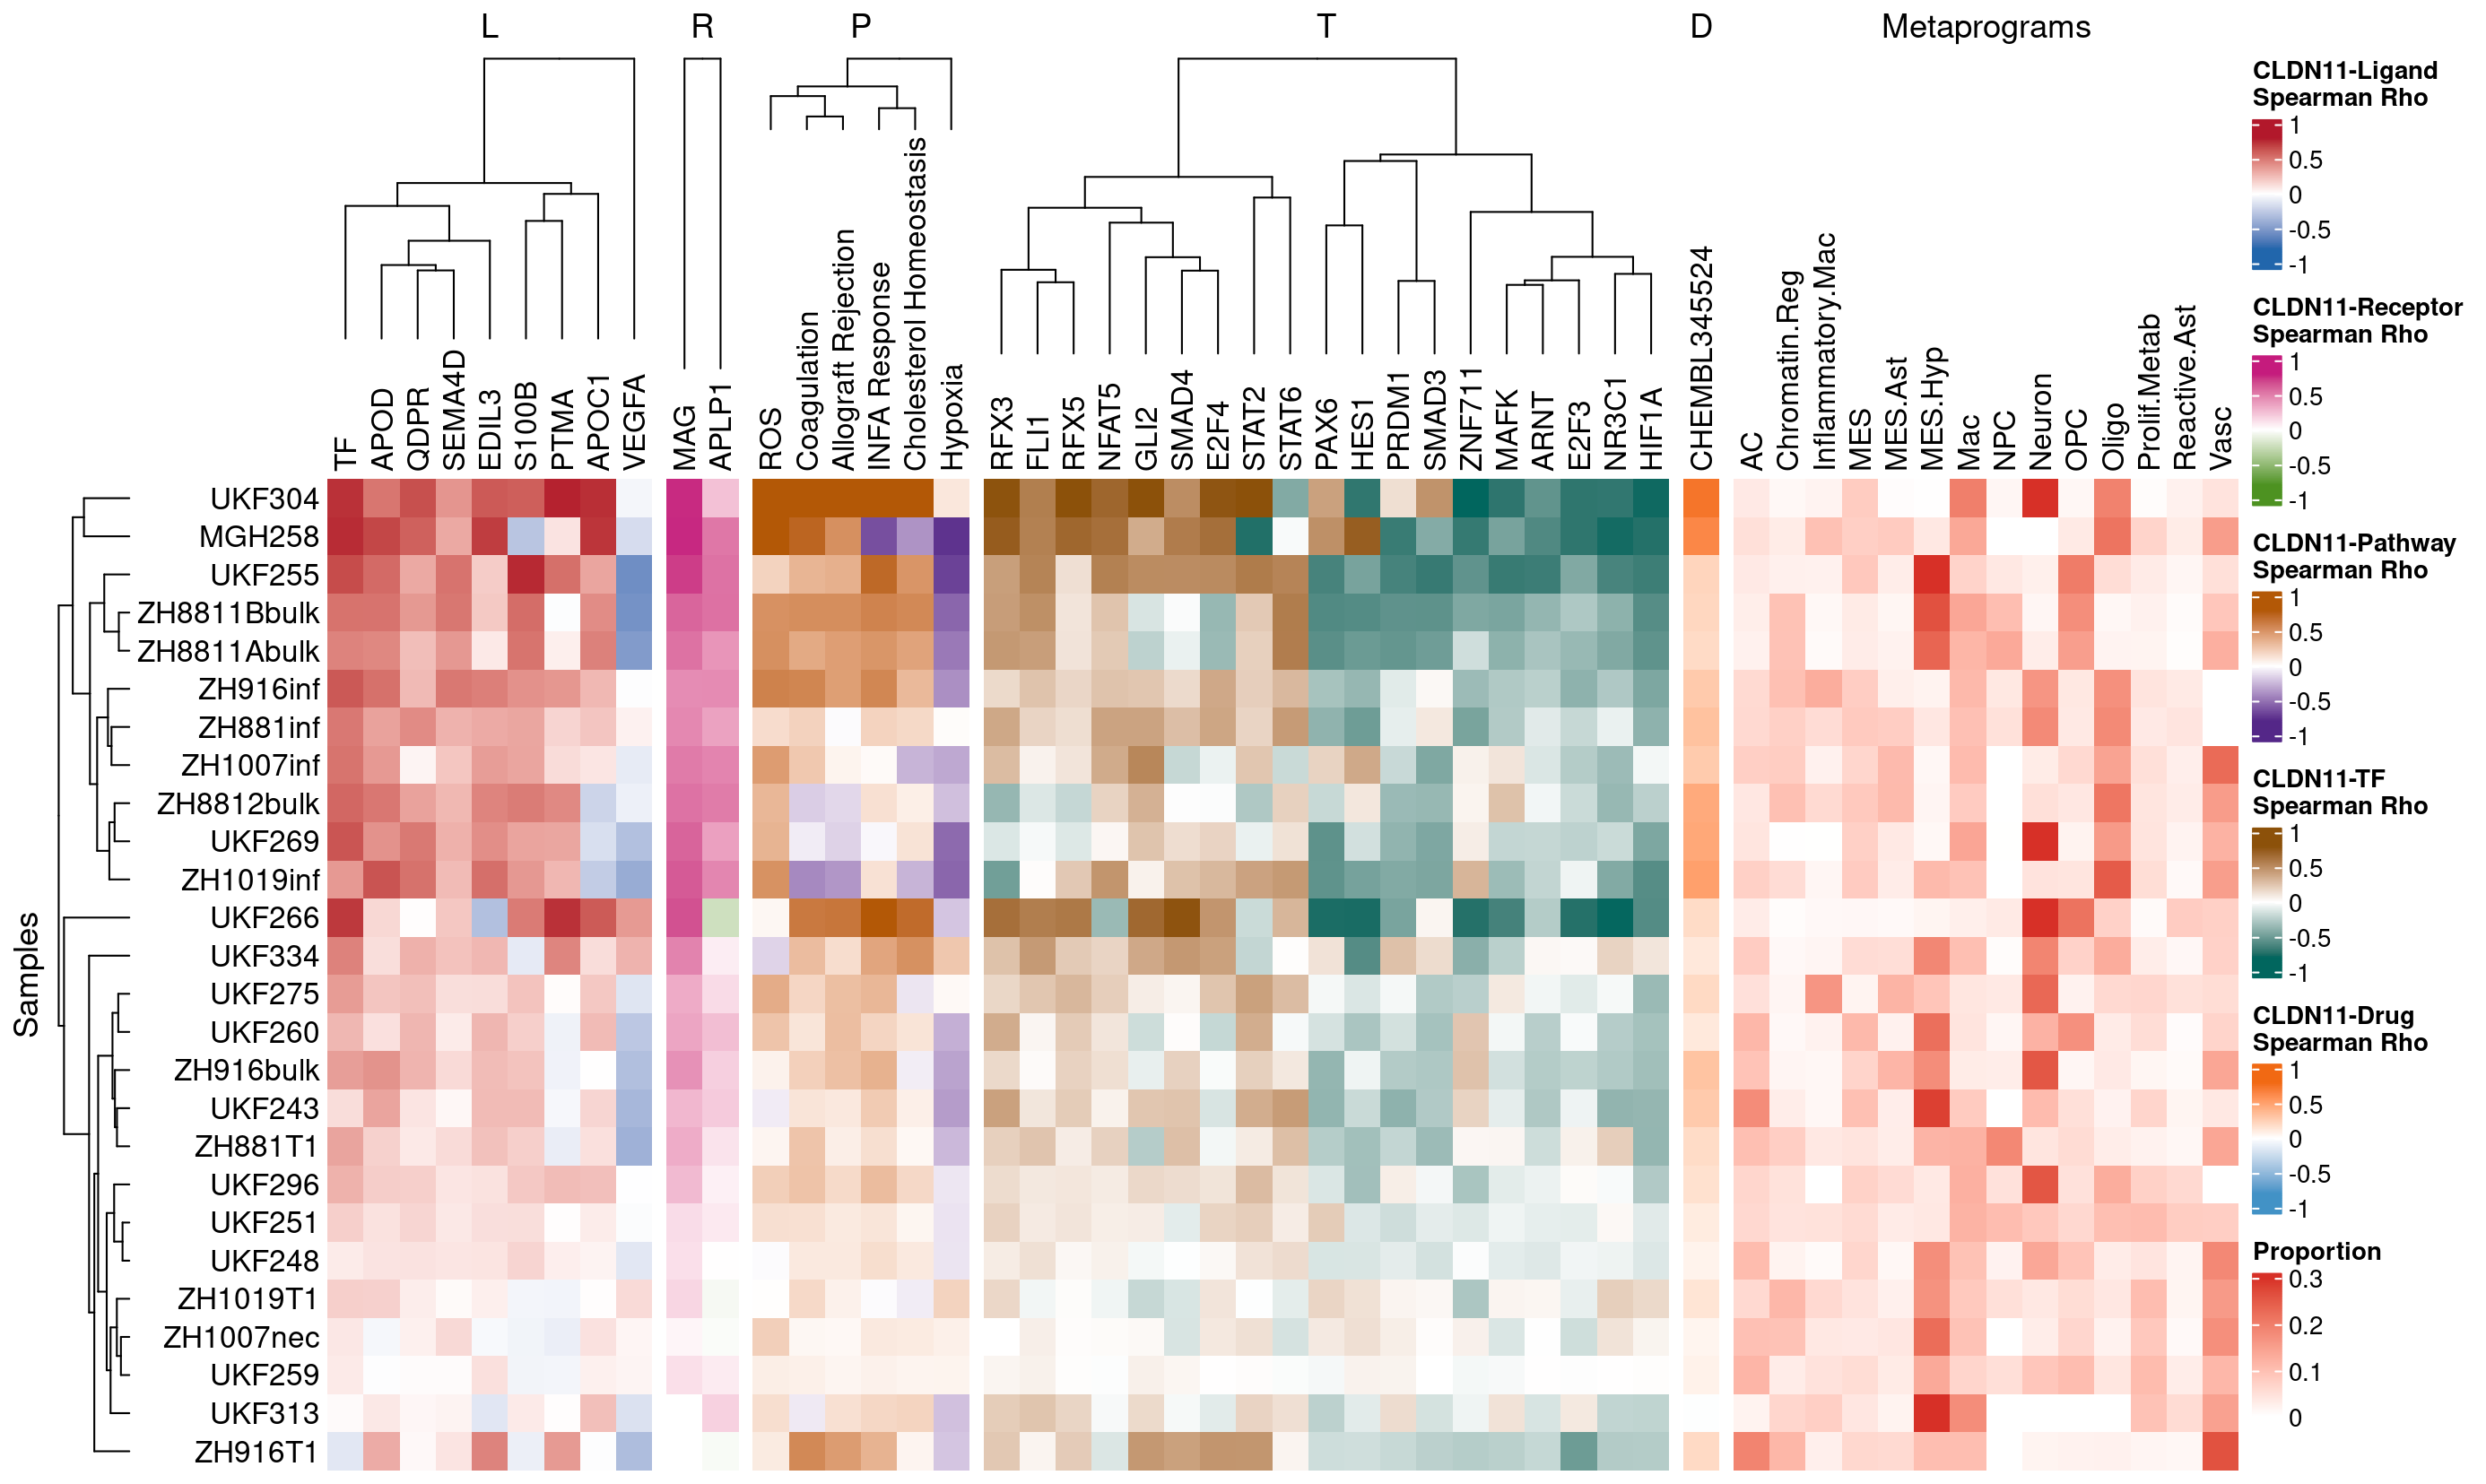 L
R
P
T
D
Metaprograms
TF
APOD
QDPR
SEMA4D
EDIL3
S100B
PTMA
APOC1
VEGFA
MAG
APLP1
ROS
Coagulation
Allograft Rejection
INFA Response
Cholesterol Homeostasis
Hypoxia
RFX3
FLI1
RFX5
NFAT5
GLI2
SMAD4
E2F4
STAT2
STAT6
PAX6
HES1
PRDM1
SMAD3
ZNF711
MAFK
ARNT
E2F3
NR3C1
HIF1A
CHEMBL345524
AC
Chromatin.Reg
Inflammatory.Mac
MES
MES.Ast
MES.Hyp
Mac
NPC
Neuron
OPC
Oligo
Prolif.Metab
Reactive.Ast
Vasc
Samples
UKF304
MGH258
UKF255
ZH8811Bbulk
ZH8811Abulk
ZH916inf
ZH881inf
ZH1007inf
ZH8812bulk
UKF269
ZH1019inf
UKF266
UKF334
UKF275
UKF260
ZH916bulk
UKF243
ZH881T1
UKF296
UKF251
UKF248
ZH1019T1
ZH1007nec
UKF259
UKF313
ZH916T1
CLDN11-Ligand
Spearman Rho
1
0.5
0
-0.5
-1
CLDN11-Receptor
Spearman Rho
1
0.5
0
-0.5
-1
CLDN11-Pathway
Spearman Rho
1
0.5
0
-0.5
-1
CLDN11-TF
Spearman Rho
1
0.5
0
-0.5
-1
CLDN11-Drug
Spearman Rho
1
0.5
0
-0.5
-1
Proportion
0.3
0.2
0.1
0